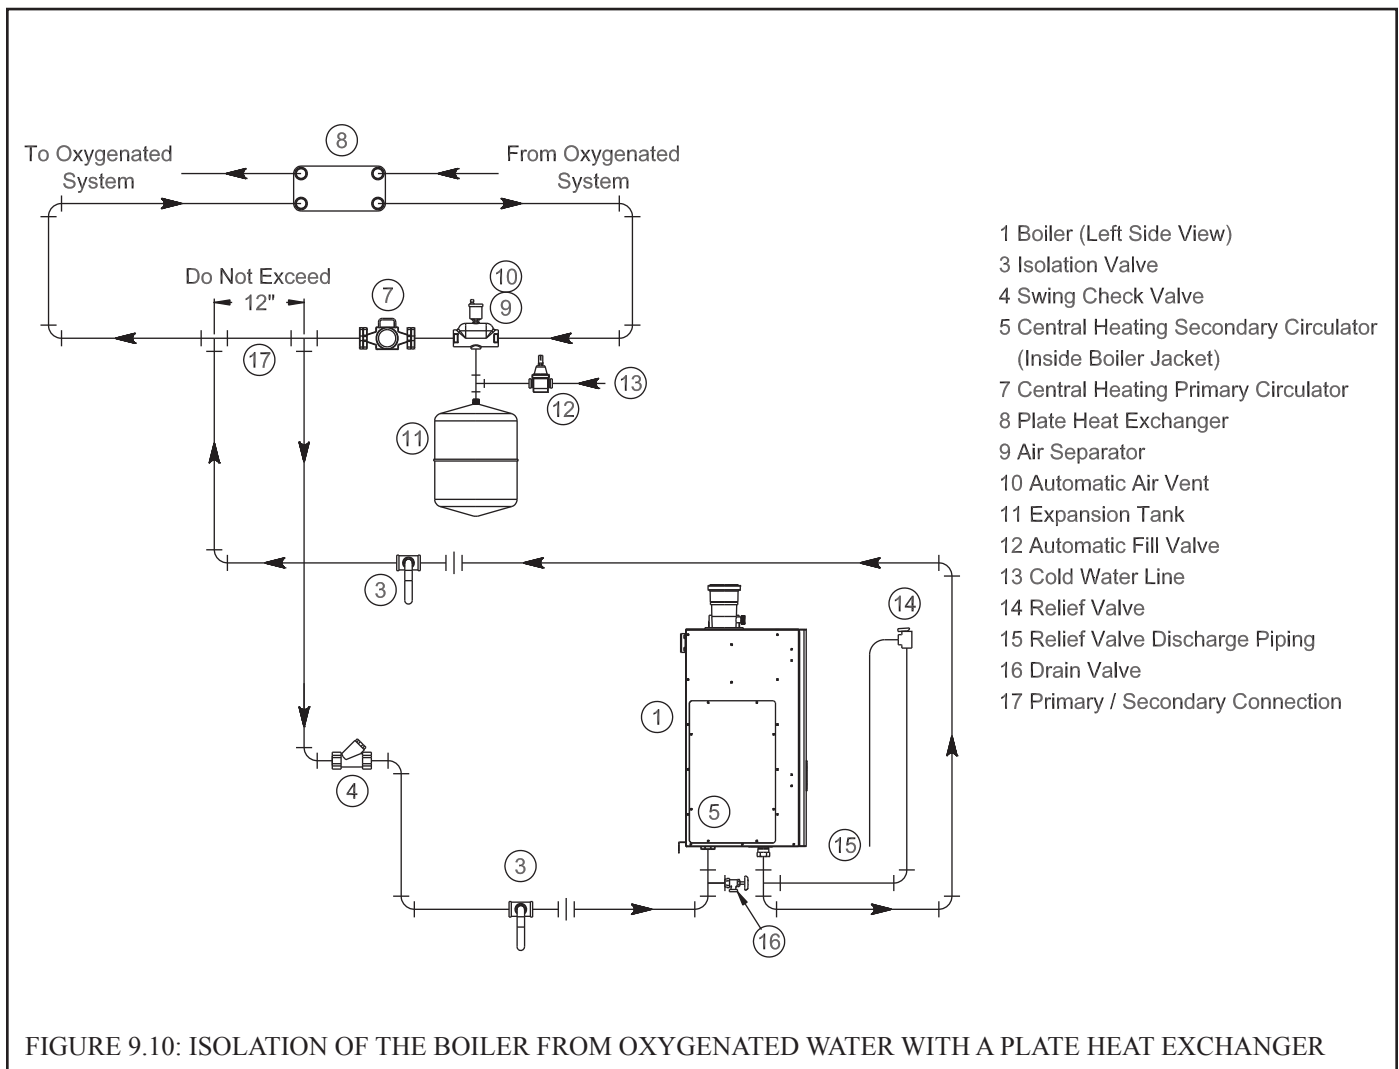 8
To Oxygenated
System
From Oxygenated
System
Do Not Exceed
12"
7
10
9
17
13
12
11
3
14
1
4
5
15
3
16
1 Boiler (Left Side View)
3 Isolation Valve
4 Swing Check Valve
5 Central Heating Secondary Circulator
(Inside Boiler Jacket)
7 Central Heating Primary Circulator
8 Plate Heat Exchanger
9 Air Separator
10 Automatic Air Vent
11 Expansion Tank
12 Automatic Fill Valve
13 Cold Water Line
14 Relief Valve
15 Relief Valve Discharge Piping
16 Drain Valve
17 Primary / Secondary Connection
FIGURE 9.10: ISOLATION OF THE BOILER FROM OXYGENATED WATER WITH A PLATE HEAT EXCHANGER